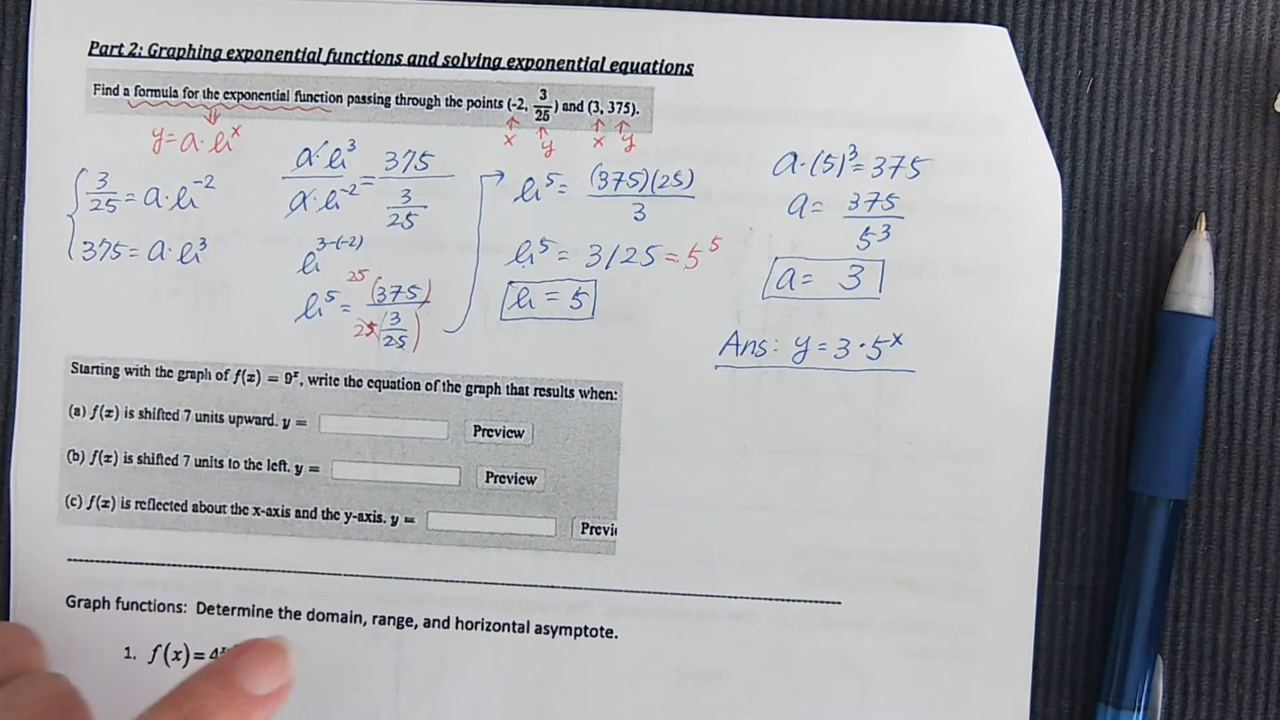 Part 2: Graphing exponential functions and solving exponential equations
Find a formula for the exponential function passing through the points (-2, 3/25) and (3, 375).
x y x y
y = a·b^x
{ 3/25 = a·b^-2
375 = a·b^3
a·b^3 / a·b^-2 = 375 / (3/25)
b^3-(-2)
b^5 = 25 (375) / 25 (3/25)
b^5 = (375)(25) / 3
b^5 = 3125 = 5^5
b = 5
a·(5)^3 = 375
a = 375 / 5^3
a = 3
Ans: y = 3·5^x
Starting with the graph of f(x) = 9^x, write the equation of the graph that results when:
(a) f(x) is shifted 7 units upward. y = Preview
(b) f(x) is shifted 7 units to the left. y = Preview
(c) f(x) is reflected about the x-axis and the y-axis. y = Previ
Graph functions: Determine the domain, range, and horizontal asymptote.
1. f(x) = 4^x